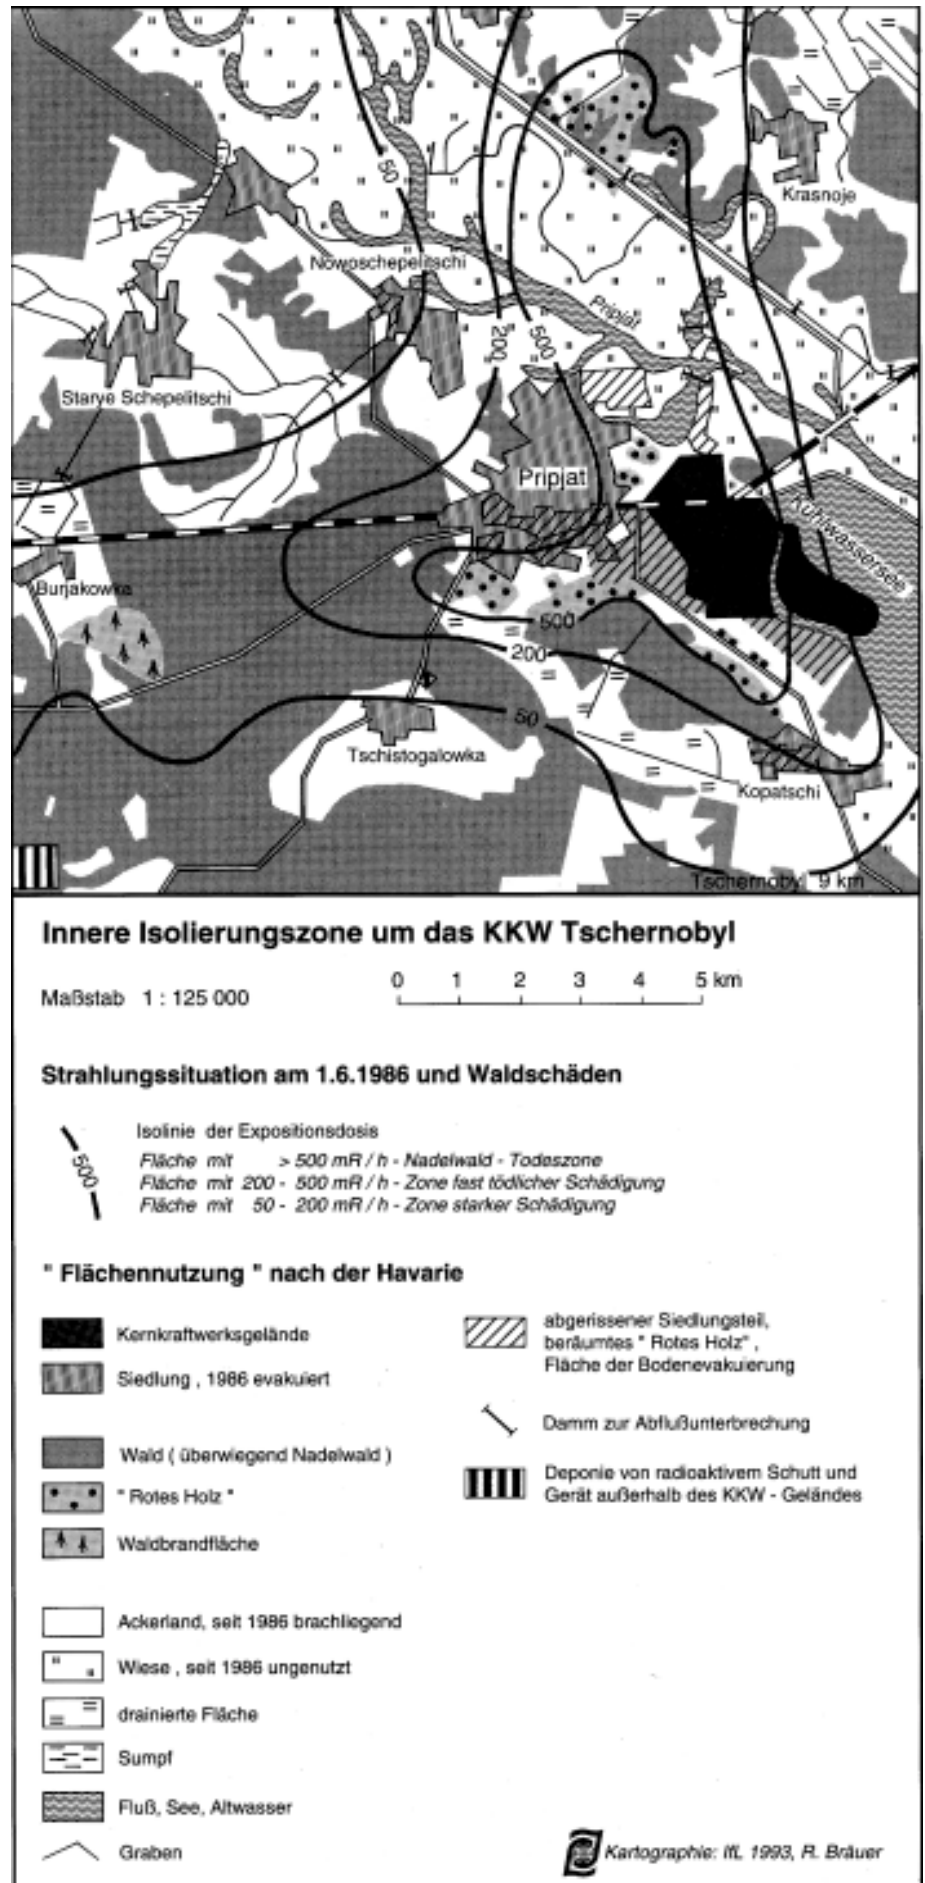 50
200
500
Krasnoje
Nowoschepelitschi
Pripjat
Starye Schepelitschi
Pripjat
Kühlwassersee
Burjakowka
500
200
50
Tschistogalowka
Kopatschi
Tschernobyl 9 km
Innere Isolierungszone um das KKW Tschernobyl
Maßstab 1 : 125 000
0 1 2 3 4 5 km
Strahlungssituation am 1.6.1986 und Waldschäden
500
Isolinie der Expositionsdosis
Fläche mit > 500 mR / h - Nadelwald - Todeszone
Fläche mit 200 - 500 mR / h - Zone fast tödlicher Schädigung
Fläche mit 50 - 200 mR / h - Zone starker Schädigung
" Flächennutzung " nach der Havarie
Kernkraftwerksgelände
Siedlung , 1986 evakuiert
Wald ( überwiegend Nadelwald )
" Rotes Holz "
Waldbrandfläche
Ackerland, seit 1986 brachliegend
Wiese , seit 1986 ungenutzt
drainierte Fläche
Sumpf
Fluß, See, Altwasser
Graben
abgerissener Siedlungsteil,
beräumtes " Rotes Holz" ,
Fläche der Bodenevakuierung
Damm zur Abflußunterbrechung
Deponie von radioaktivem Schutt und
Gerät außerhalb des KKW - Geländes
Kartographie: IfL 1993, R. Bräuer